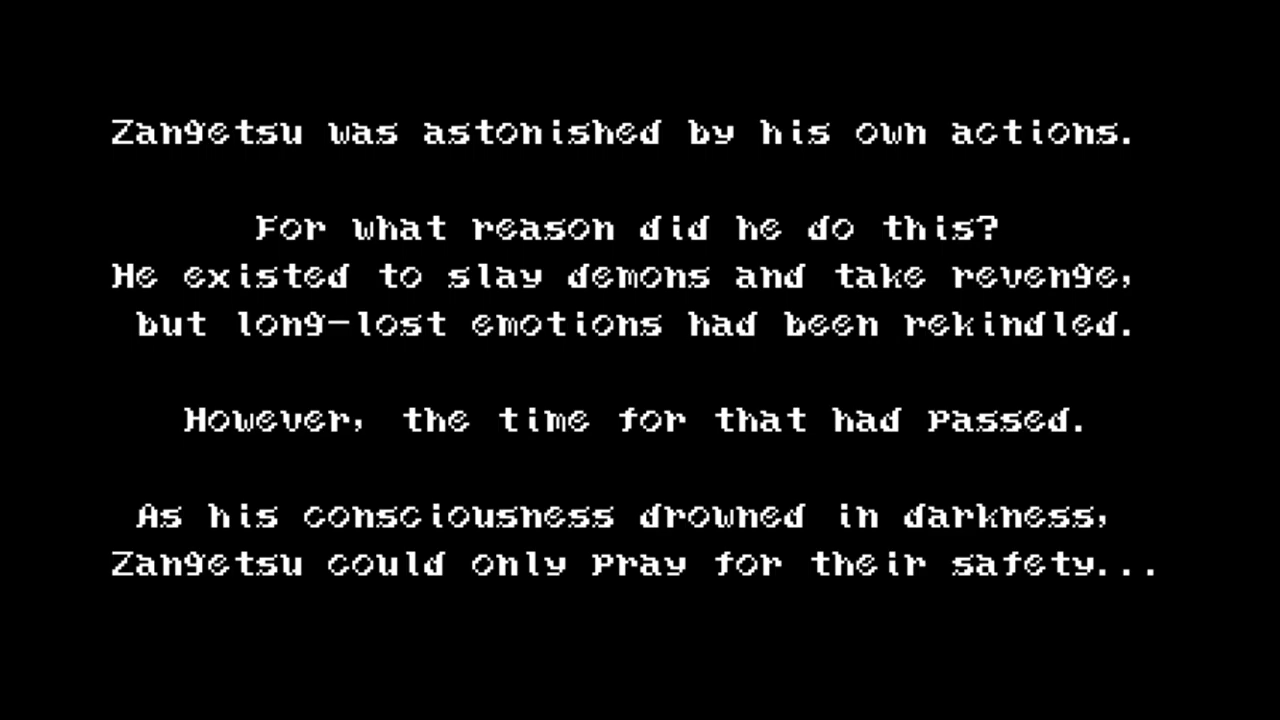 Zangetsu was astonished by his own actions.
For what reason did he do this?
He existed to slay demons and take revenge,
but long-lost emotions had been rekindled.
However, the time for that had passed.
As his consciousness drowned in darkness,
Zangetsu could only pray for their safety...